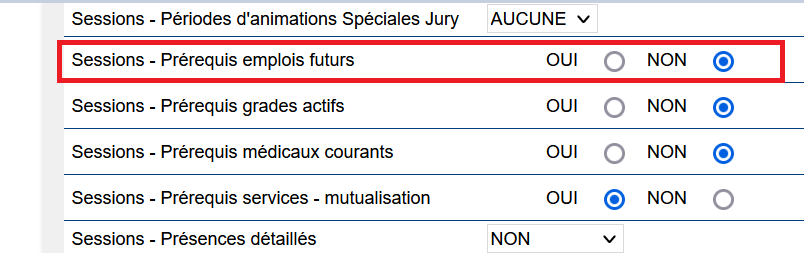 Sessions - Périodes d'animations Spéciales Jury AUCUNE
Sessions - Prérequis emplois futurs OUI NON
Sessions - Prérequis grades actifs OUI NON
Sessions - Prérequis médicaux courants OUI NON
Sessions - Prérequis services - mutualisation OUI NON
Sessions - Présences détaillés NON